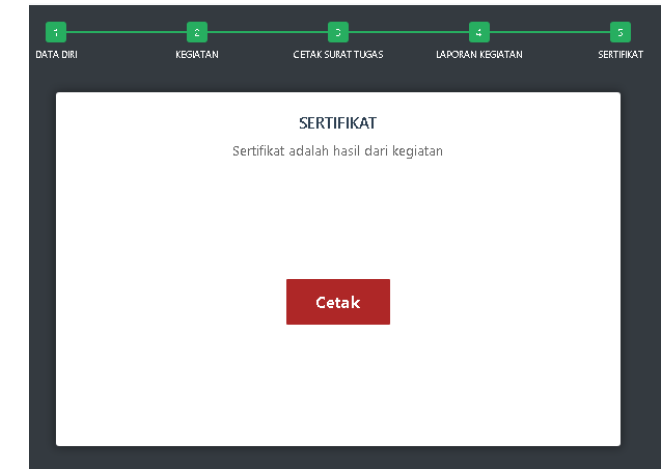 1 2 3 4 5
DATA DIRI KEGIATAN CETAK SURAT TUGAS LAPORAN KEGIATAN SERTIFIKAT
SERTIFIKAT
Sertifikat adalah hasil dari kegiatan
Cetak